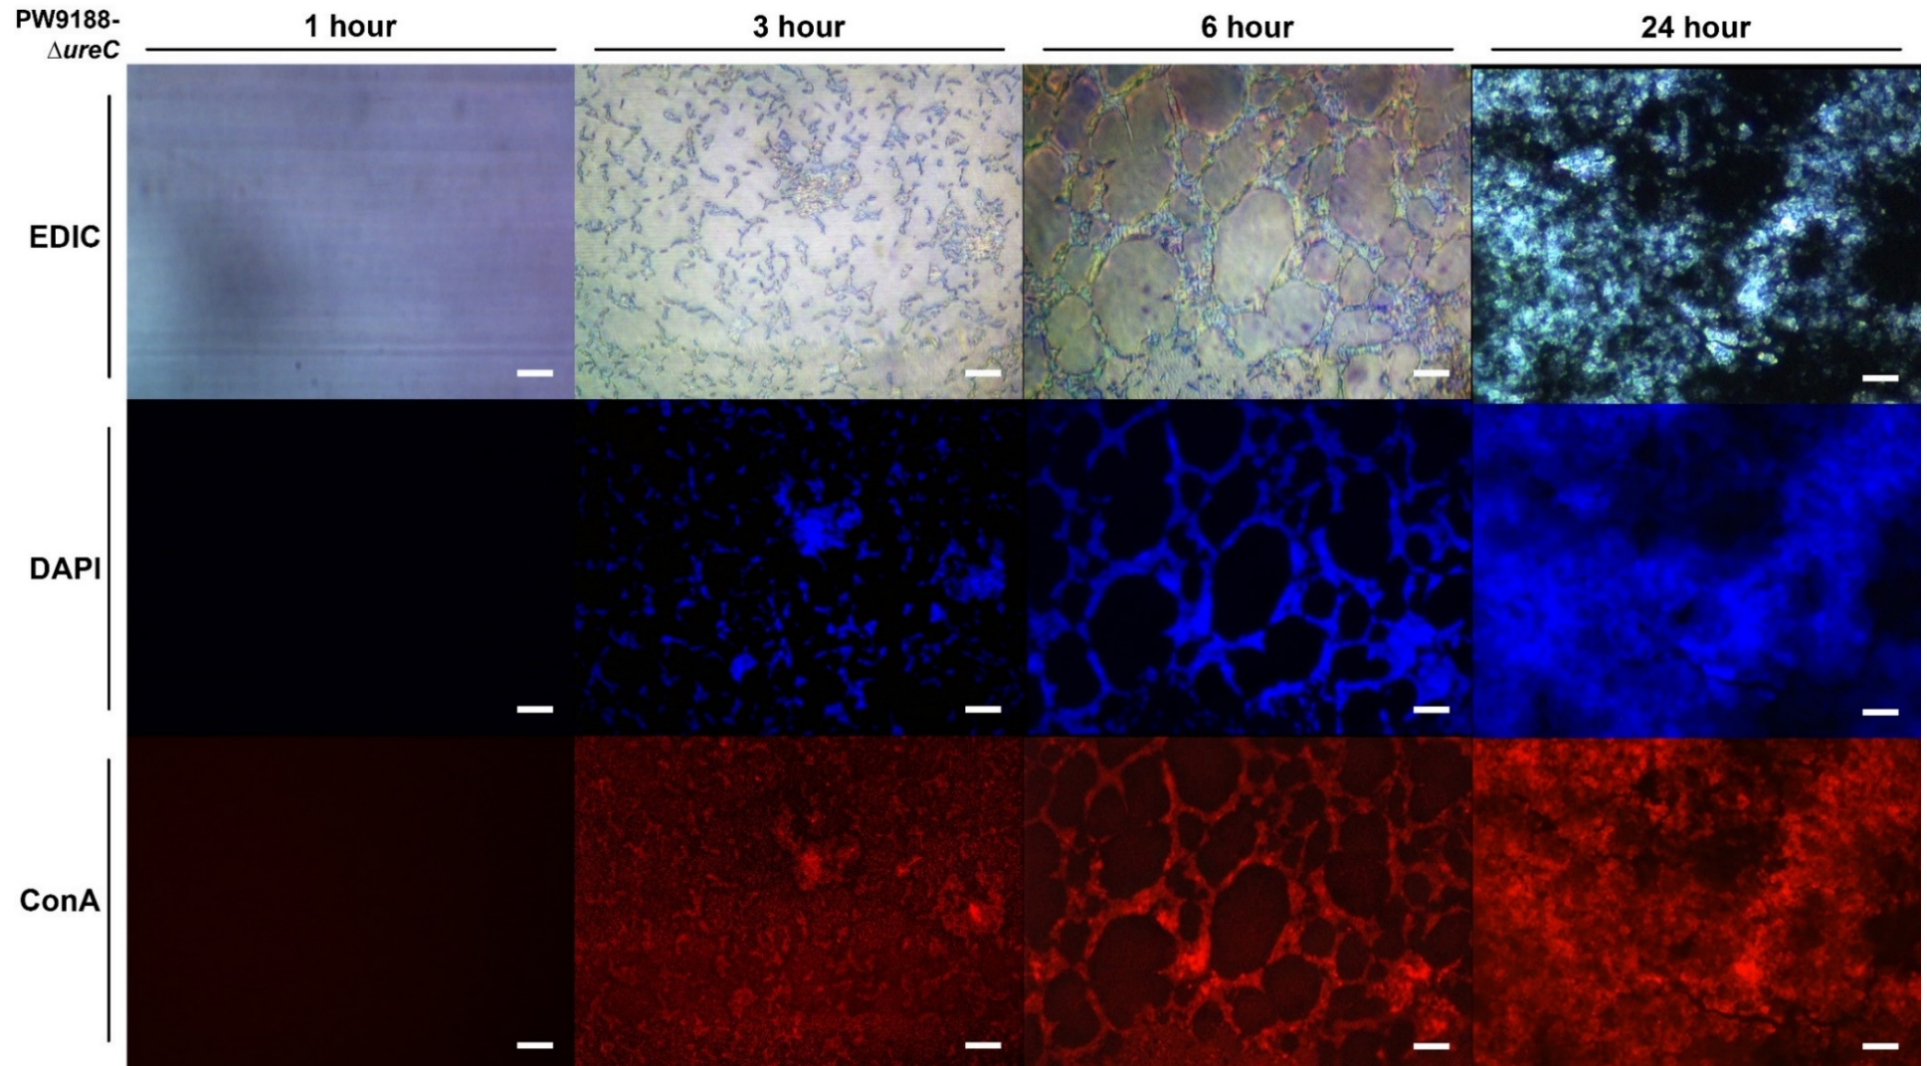 PW9188-
ΔureC
1 hour
3 hour
6 hour
24 hour
EDIC
DAPI
ConA